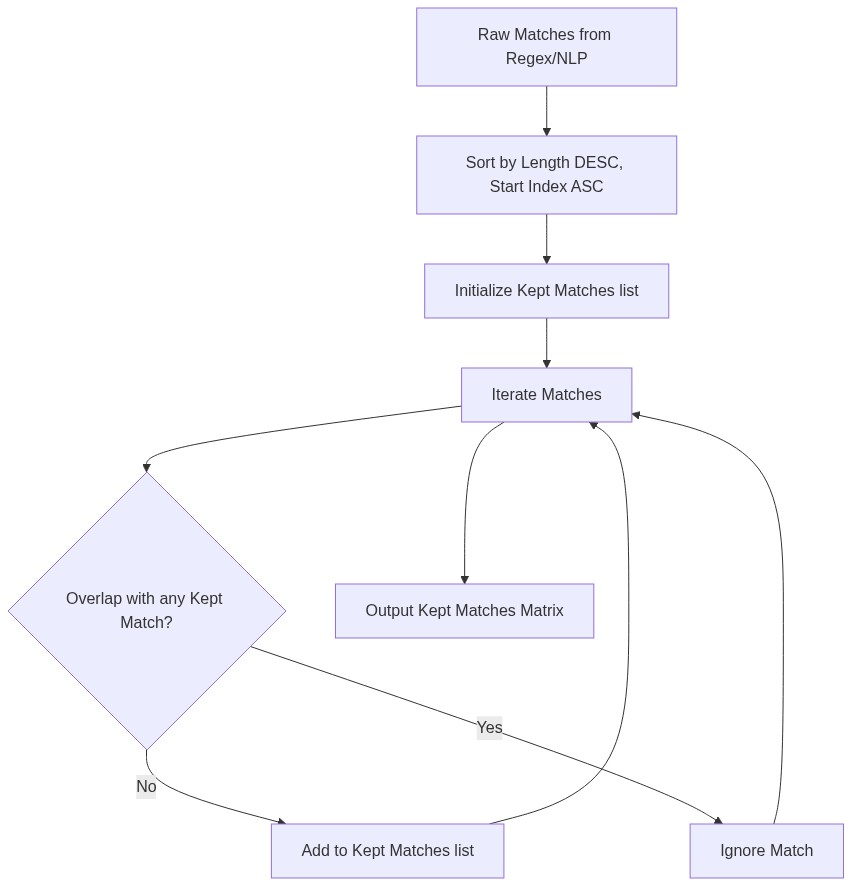 Raw Matches from
Regex/NLP
Sort by Length DESC,
Start Index ASC
Initialize Kept Matches list
Iterate Matches
Overlap with any Kept
Match?
Output Kept Matches Matrix
Yes
No
Add to Kept Matches list
Ignore Match